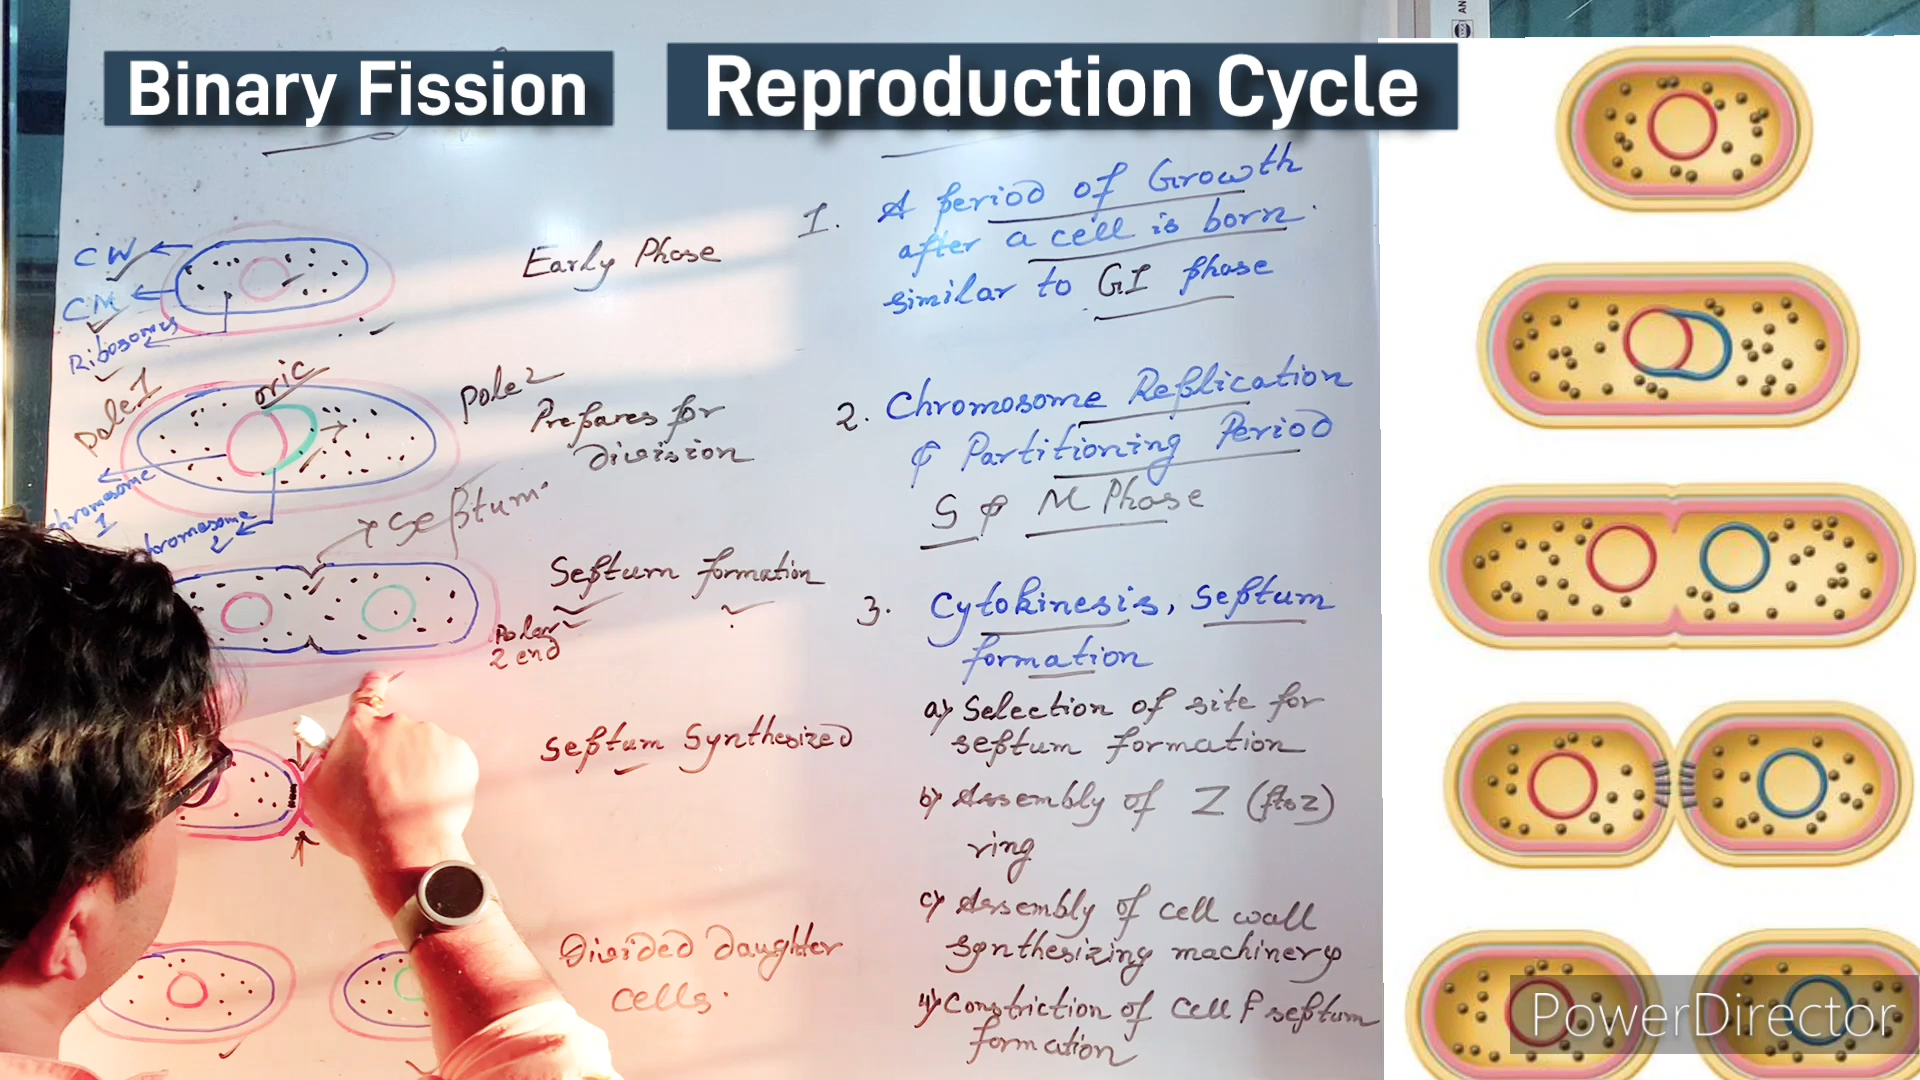 Binary Fission
Reproduction Cycle
CW
CM
Ribosomes
Early Phase
Pole 1
oric
Pole 2
Prepares for
division
chromosome
1
chromosome
2
septum
Septum formation
Polar
2 end
Septum Synthesized
Divided daughter
cells.
1. A period of Growth
after a cell is born.
similar to G1 phase
2. Chromosome Replication
& Partitioning Period
S & M Phase
3. Cytokinesis, Septum
formation
a) Selection of site for
septum formation
b) Assembly of Z (ftsz)
ring
c) Assembly of cell wall
synthesizing machinery
4) Constriction of cell & septum
formation
PowerDirector